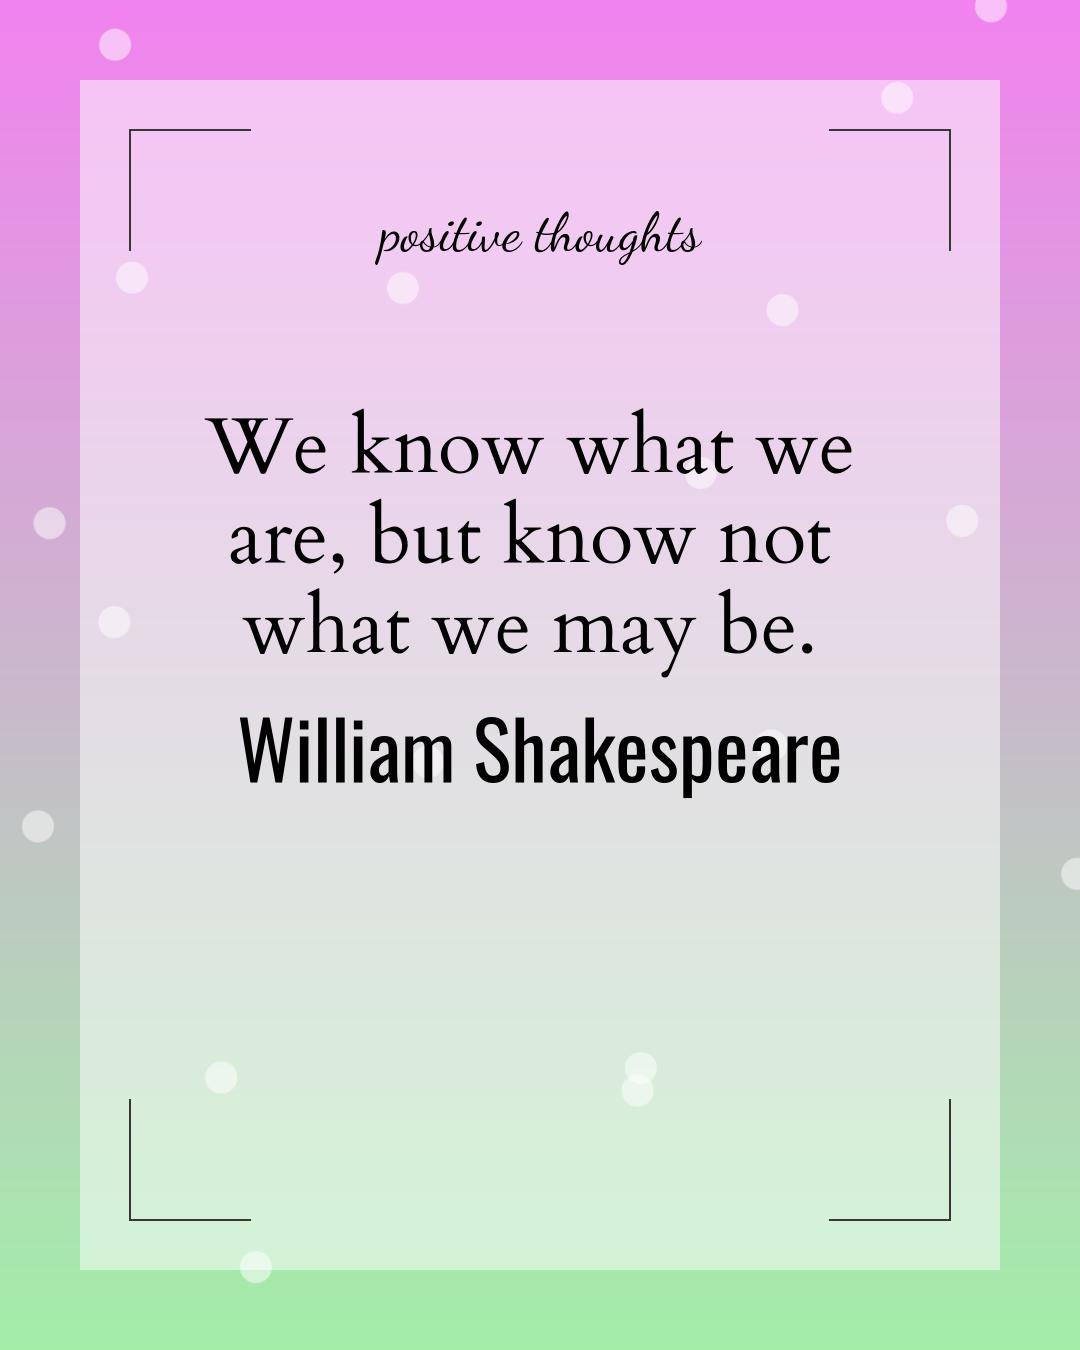 positive thoughts
We know what we
are, but know not
what we may be.
William Shakespeare